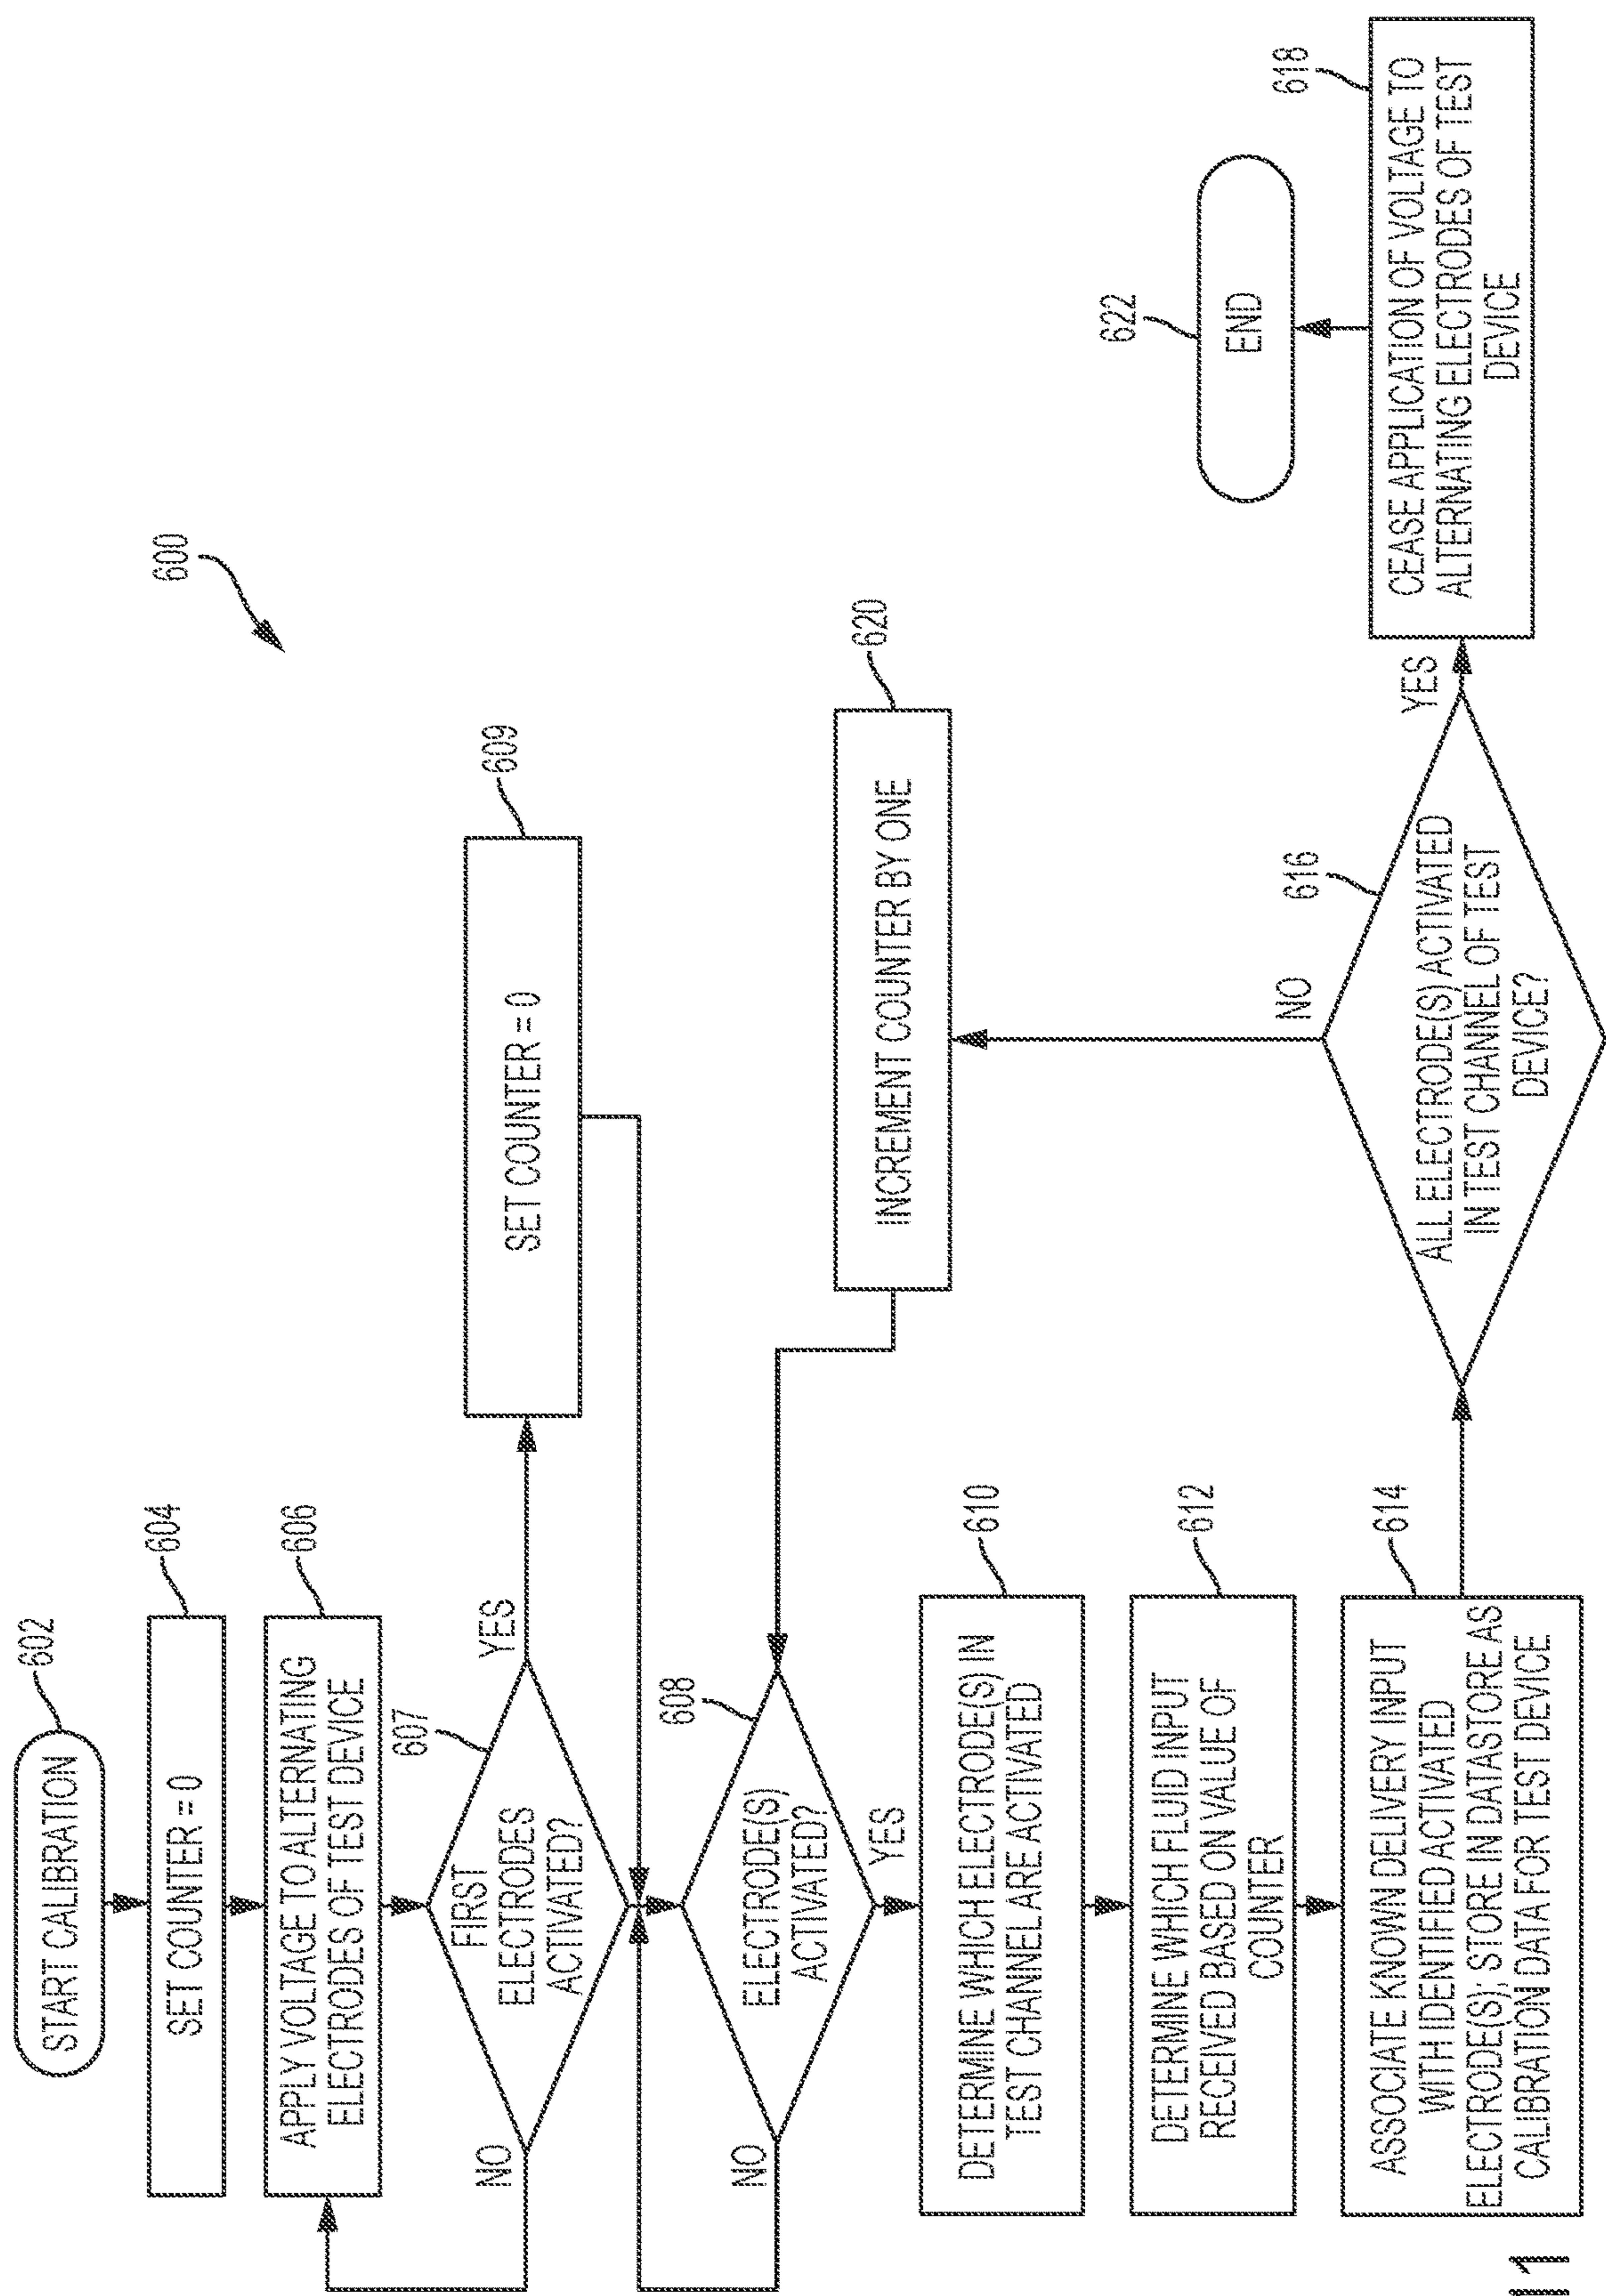 600
602
START CALIBRATION
604
SET COUNTER = 0
606
APPLY VOLTAGE TO ALTERNATING
ELECTRODES OF TEST DEVICE
607
FIRST
ELECTRODES
ACTIVATED?
YES
NO
609
SET COUNTER = 0
608
ELECTRODE(S)
ACTIVATED?
NO
YES
620
INCREMENT COUNTER BY ONE
610
DETERMINE WHICH ELECTRODE(S) IN
TEST CHANNEL ARE ACTIVATED
612
DETERMINE WHICH FLUID INPUT
RECEIVED BASED ON VALUE OF
COUNTER
614
ASSOCIATE KNOWN DELIVERY INPUT
WITH IDENTIFIED ACTIVATED
ELECTRODE(S); STORE IN DATASTORE AS
CALIBRATION DATA FOR TEST DEVICE
616
ALL ELECTRODE(S) ACTIVATED
IN TEST CHANNEL OF TEST
DEVICE?
NO
YES
618
CEASE APPLICATION OF VOLTAGE TO
ALTERNATING ELECTRODES OF TEST
DEVICE
622
END